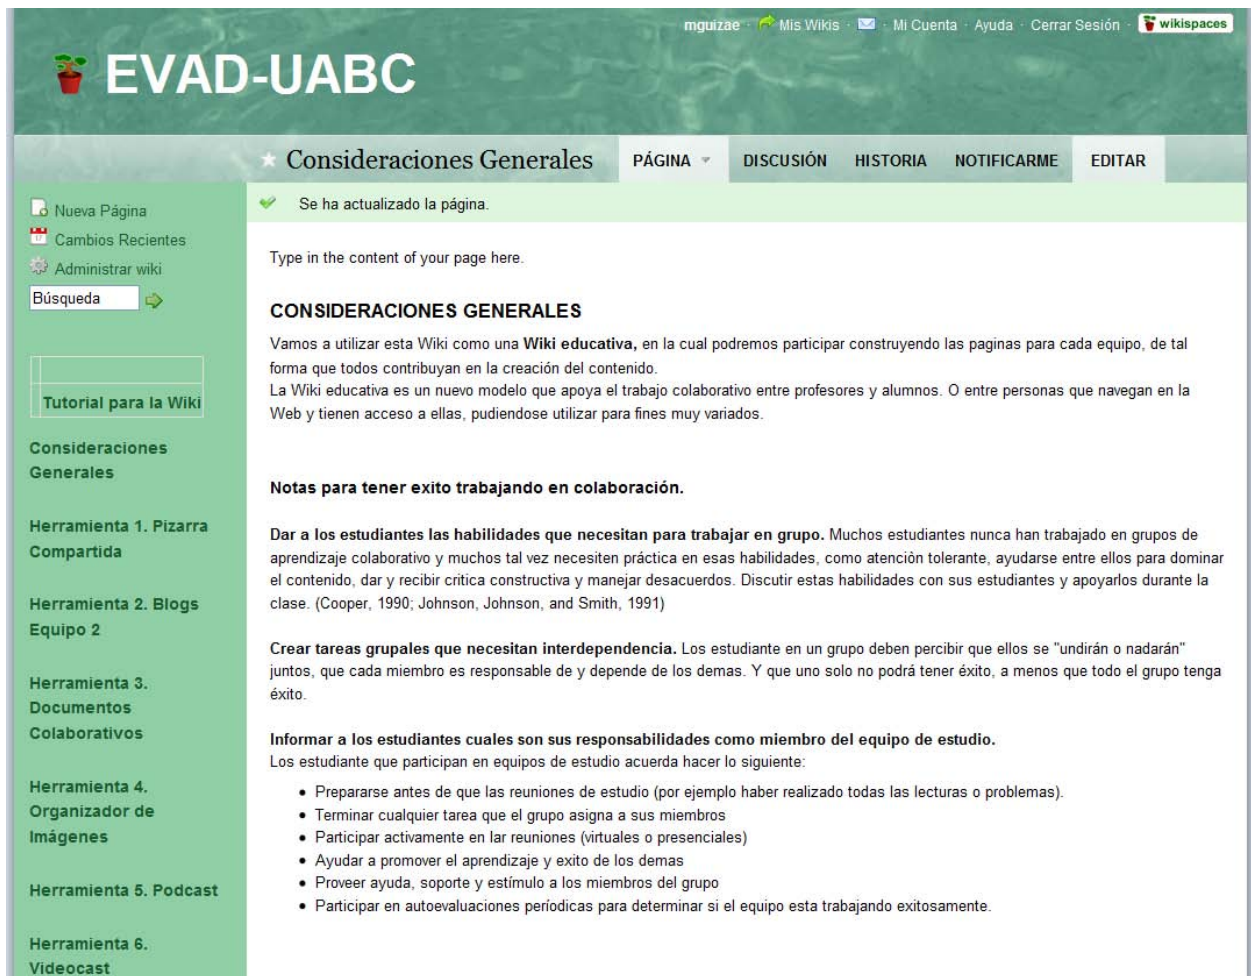 mguizae · Mis Wikis · · Mi Cuenta · Ayuda · Cerrar Sesión · wikispaces
EVAD-UABC
Consideraciones Generales
PÁGINA
DISCUSIÓN
HISTORIA
NOTIFICARME
EDITAR
Nueva Página
Cambios Recientes
Administrar wiki
Búsqueda
Tutorial para la Wiki
Consideraciones
Generales
Herramienta 1. Pizarra
Compartida
Herramienta 2. Blogs
Equipo 2
Herramienta 3.
Documentos
Colaborativos
Herramienta 4.
Organizador de
Imágenes
Herramienta 5. Podcast
Herramienta 6.
Videocast
Se ha actualizado la página.
Type in the content of your page here.
CONSIDERACIONES GENERALES
Vamos a utilizar esta Wiki como una Wiki educativa, en la cual podremos participar construyendo las paginas para cada equipo, de tal
forma que todos contribuyan en la creación del contenido.
La Wiki educativa es un nuevo modelo que apoya el trabajo colaborativo entre profesores y alumnos. O entre personas que navegan en la
Web y tienen acceso a ellas, pudiendose utilizar para fines muy variados.
Notas para tener exito trabajando en colaboración.
Dar a los estudiantes las habilidades que necesitan para trabajar en grupo. Muchos estudiantes nunca han trabajado en grupos de
aprendizaje colaborativo y muchos tal vez necesiten práctica en esas habilidades, como atenciòn tolerante, ayudarse entre ellos para dominar
el contenido, dar y recibir critica constructiva y manejar desacuerdos. Discutir estas habilidades con sus estudiantes y apoyarlos durante la
clase. (Cooper, 1990; Johnson, Johnson, and Smith, 1991)
Crear tareas grupales que necesitan interdependencia. Los estudiante en un grupo deben percibir que ellos se "undirán o nadarán"
juntos, que cada miembro es responsable de y depende de los demas. Y que uno solo no podrá tener éxito, a menos que todo el grupo tenga
éxito.
Informar a los estudiantes cuales son sus responsabilidades como miembro del equipo de estudio.
Los estudiante que participan en equipos de estudio acuerda hacer lo siguiente:
• Prepararse antes de que las reuniones de estudio (por ejemplo haber realizado todas las lecturas o problemas).
• Terminar cualquier tarea que el grupo asigna a sus miembros
• Participar activamente en lar reuniones (virtuales o presenciales)
• Ayudar a promover el aprendizaje y exito de los demas
• Proveer ayuda, soporte y estímulo a los miembros del grupo
• Participar en autoevaluaciones períodicas para determinar si el equipo esta trabajando exitosamente.